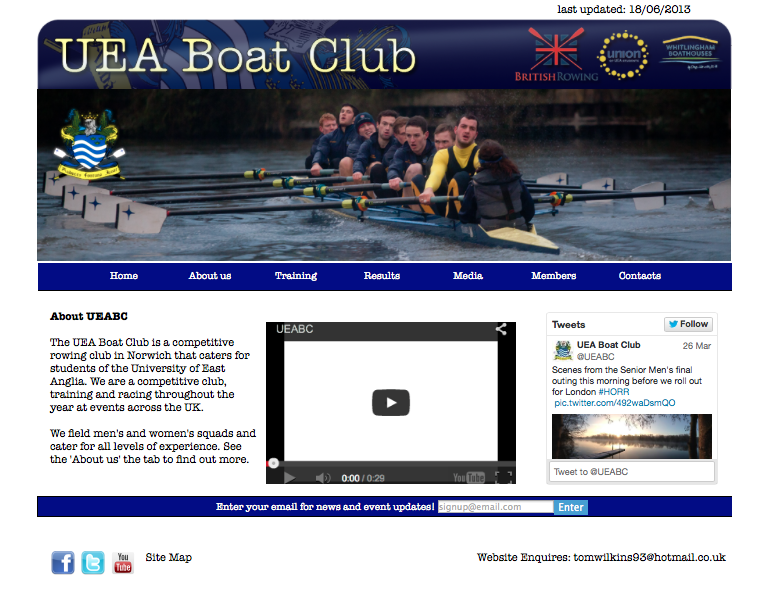 last updated: 18/06/2013
UEA Boat Club
BRITISHROWING
union
WHITLINGHAM
BOATHOUSES
Home About us Training Results Media Members Contacts
About UEABC
The UEA Boat Club is a competitive
rowing club in Norwich that caters for
students of the University of East
Anglia. We are a competitive club,
training and racing throughout the
year at events across the UK.
We field men's and women's squads and
cater for all levels of experience. See
the 'About us' the tab to find out more.
UEABC
0:00 / 0:29
YouTube
Tweets
Follow
UEA Boat Club 26 Mar
@UEABC
Scenes from the Senior Men's final
outing this morning before we roll out
for London #HORR
pic.twitter.com/492waDsmQO
Tweet to @UEABC
Enter your email for news and event updates! signup@email.com Enter
You
Tube
Site Map
Website Enquires: tomwilkins93@hotmail.co.uk